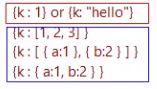 {k : 1} or {k: "hello"}
{k : [1, 2, 3] }
{k : [ { a:1 }, { b:2 } ] }
{k : { a:1, b:2 } }